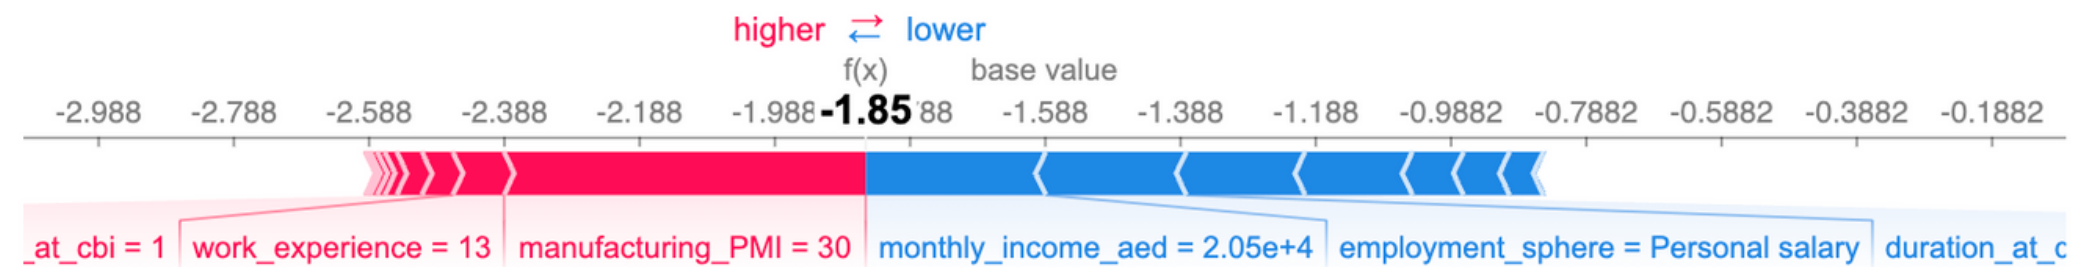 higher ⇄ lower
f(x) base value
-2.988 -2.788 -2.588 -2.388 -2.188 -1.988 -1.85 '88 -1.588 -1.388 -1.188 -0.9882 -0.7882 -0.5882 -0.3882 -0.1882
_at_cbi = 1 work_experience = 13 manufacturing_PMI = 30 monthly_income_aed = 2.05e+4 employment_sphere = Personal salary duration_at_c